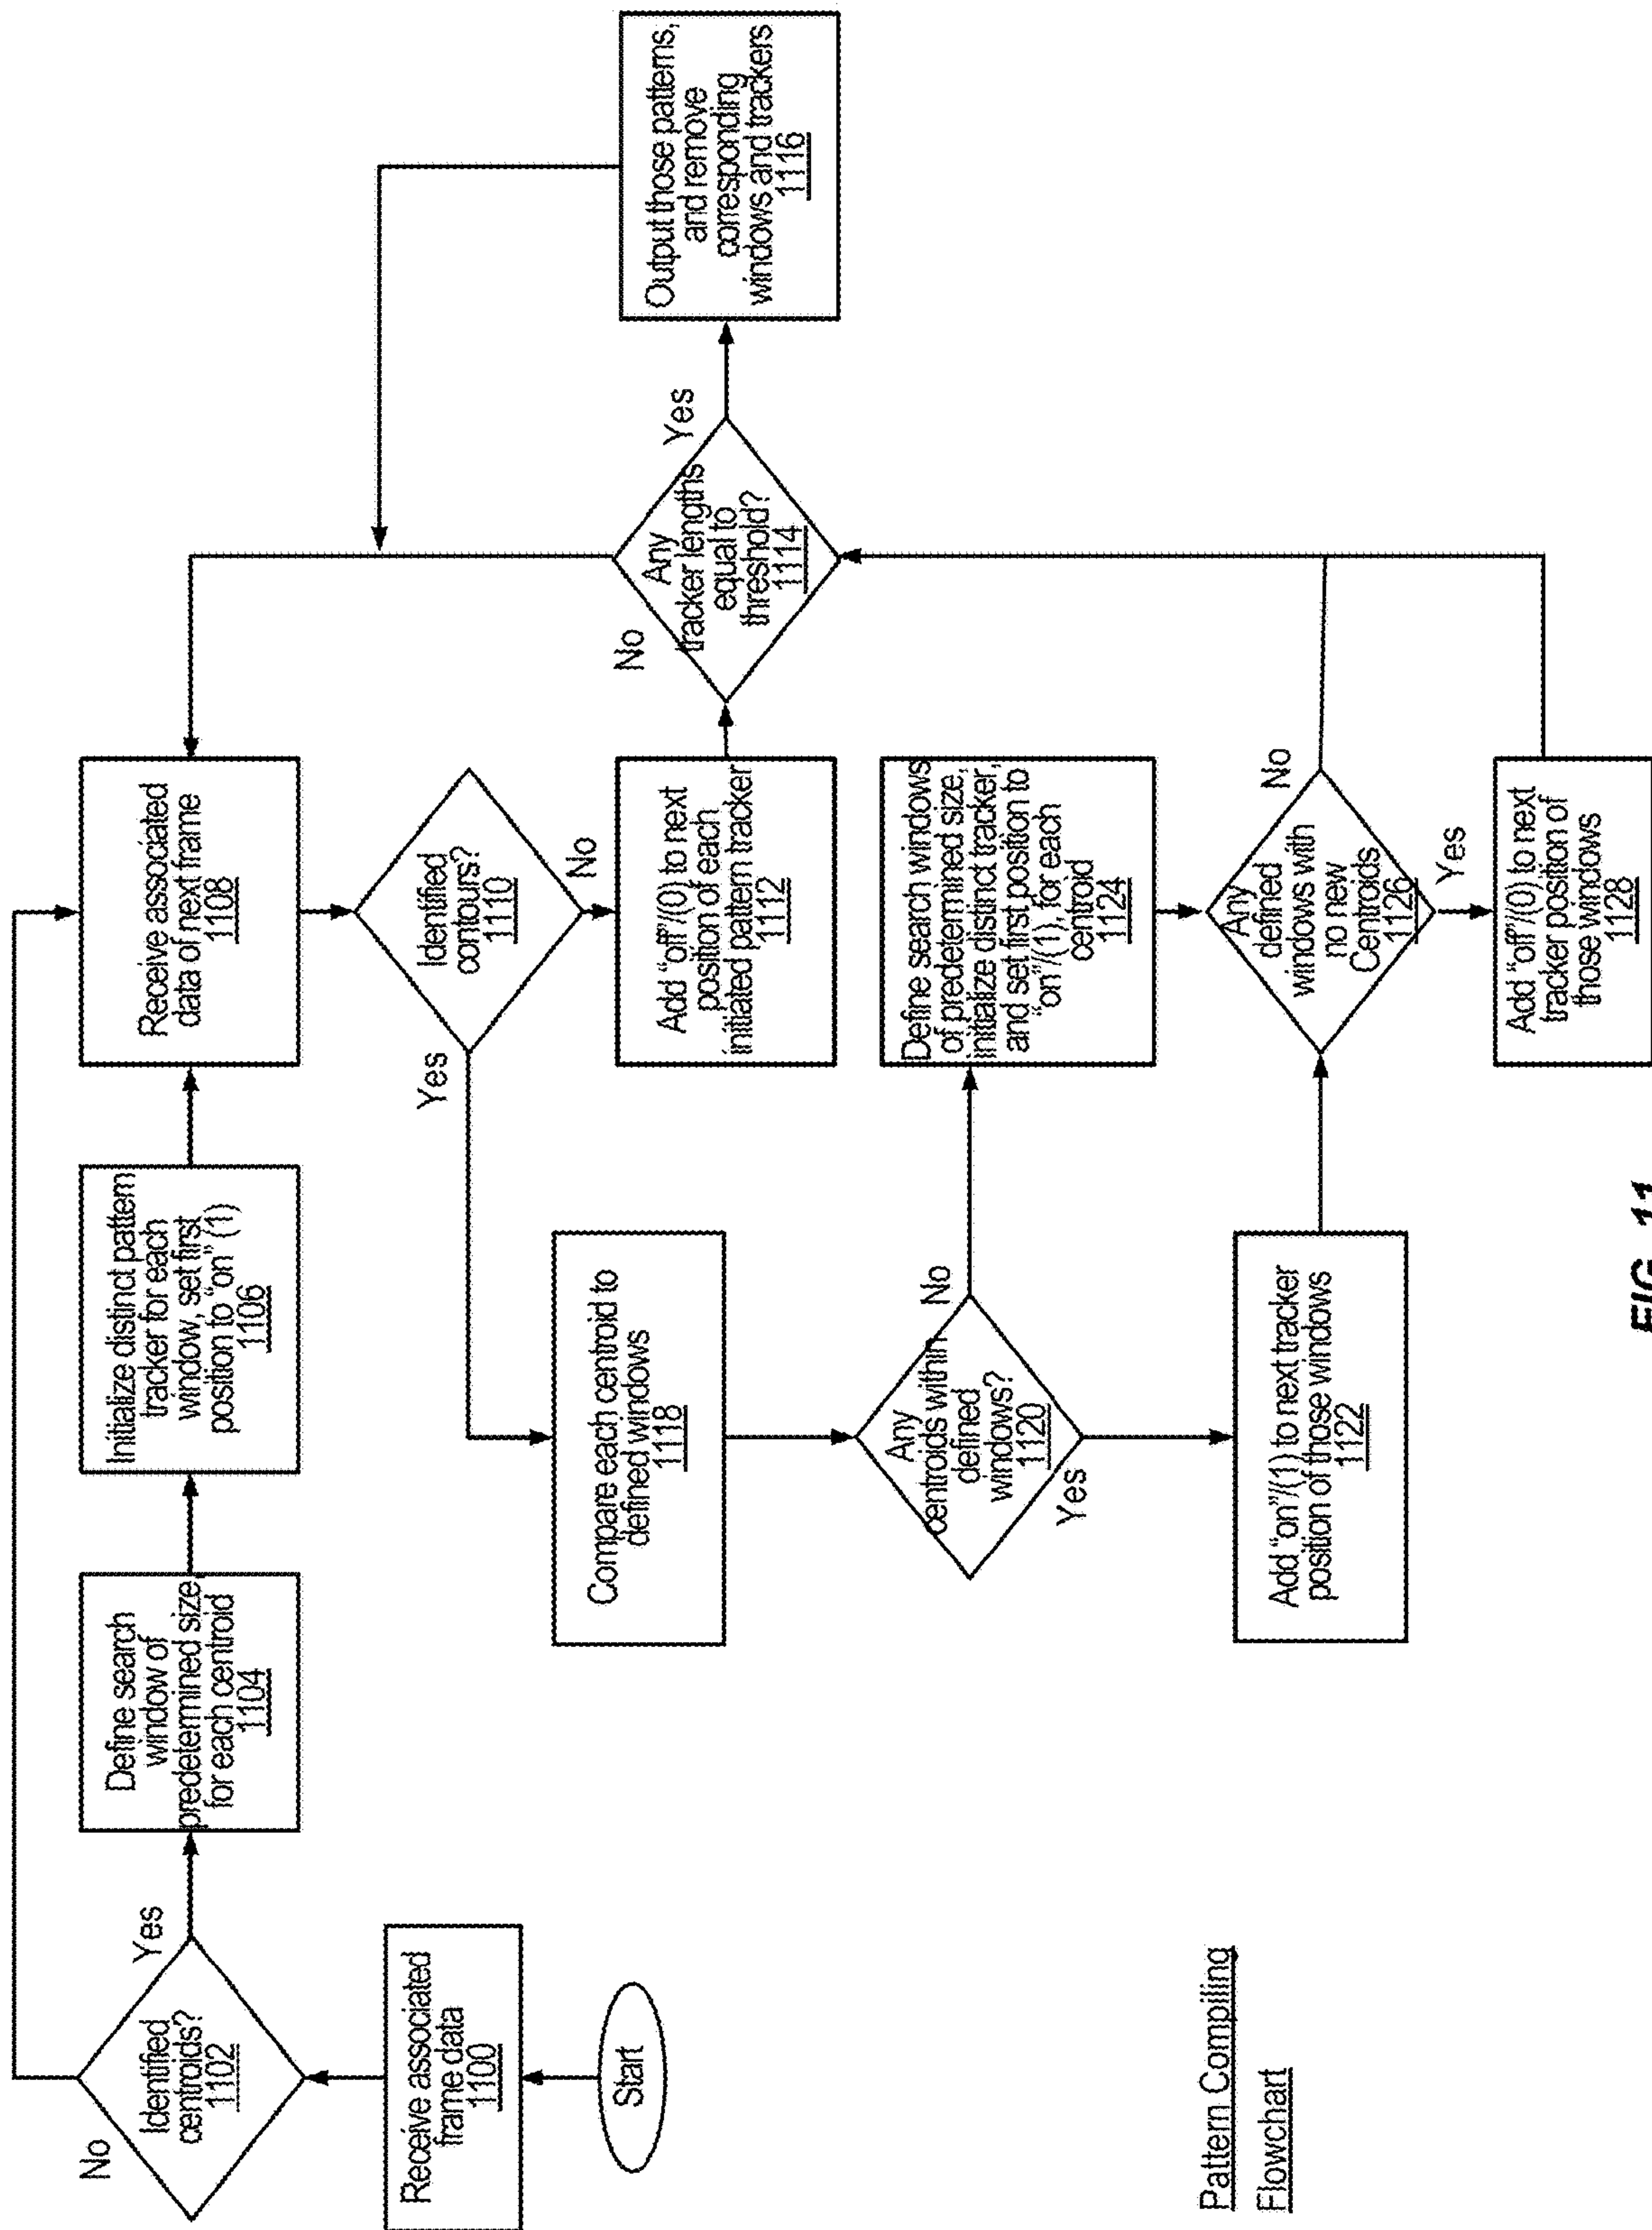 Start
Receive associated
frame data
1100
Identified
centroids?
1102
No
Yes
Define search
window of
predetermined size
for each centroid
1104
Initialize distinct pattern
tracker for each
window, set first
position to "on" (1)
1106
Receive associated
data of next frame
1108
Identified
contours?
1110
No
Yes
Add "off"/(0) to next
position of each
initiated pattern tracker
1112
Any
tracker lengths
equal to
threshold?
1114
No
Yes
Output those patterns,
and remove
corresponding
windows and trackers
1116
Compare each centroid to
defined windows
1118
Any
centroids within
defined
windows?
1120
No
Yes
Add "on"/(1) to next tracker
position of those windows
1122
Define search windows
of predetermined size,
initialize distinct tracker,
and set first position to
"on"/(1), for each
centroid
1124
Any
defined
windows with
no new
Centroids
1126
No
Yes
Add "off"/(0) to next
tracker position of
those windows
1128
Pattern Compiling
Flowchart
FIG. 11